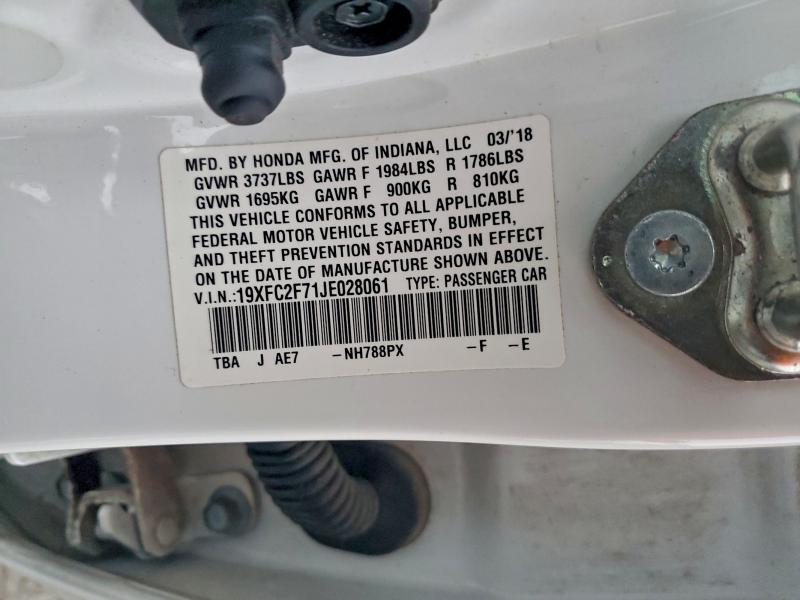 MFD. BY HONDA MFG. OF INDIANA, LLC 03/'18
GVWR 3737LBS GAWR F 1984LBS R 1786LBS
GVWR 1695KG GAWR F 900KG R 810KG
THIS VEHICLE CONFORMS TO ALL APPLICABLE
FEDERAL MOTOR VEHICLE SAFETY, BUMPER,
AND THEFT PREVENTION STANDARDS IN EFFECT
ON THE DATE OF MANUFACTURE SHOWN ABOVE.
V.I.N.:19XFC2F71JE028061 TYPE: PASSENGER CAR
TBA J AE7 -NH788PX -F -E